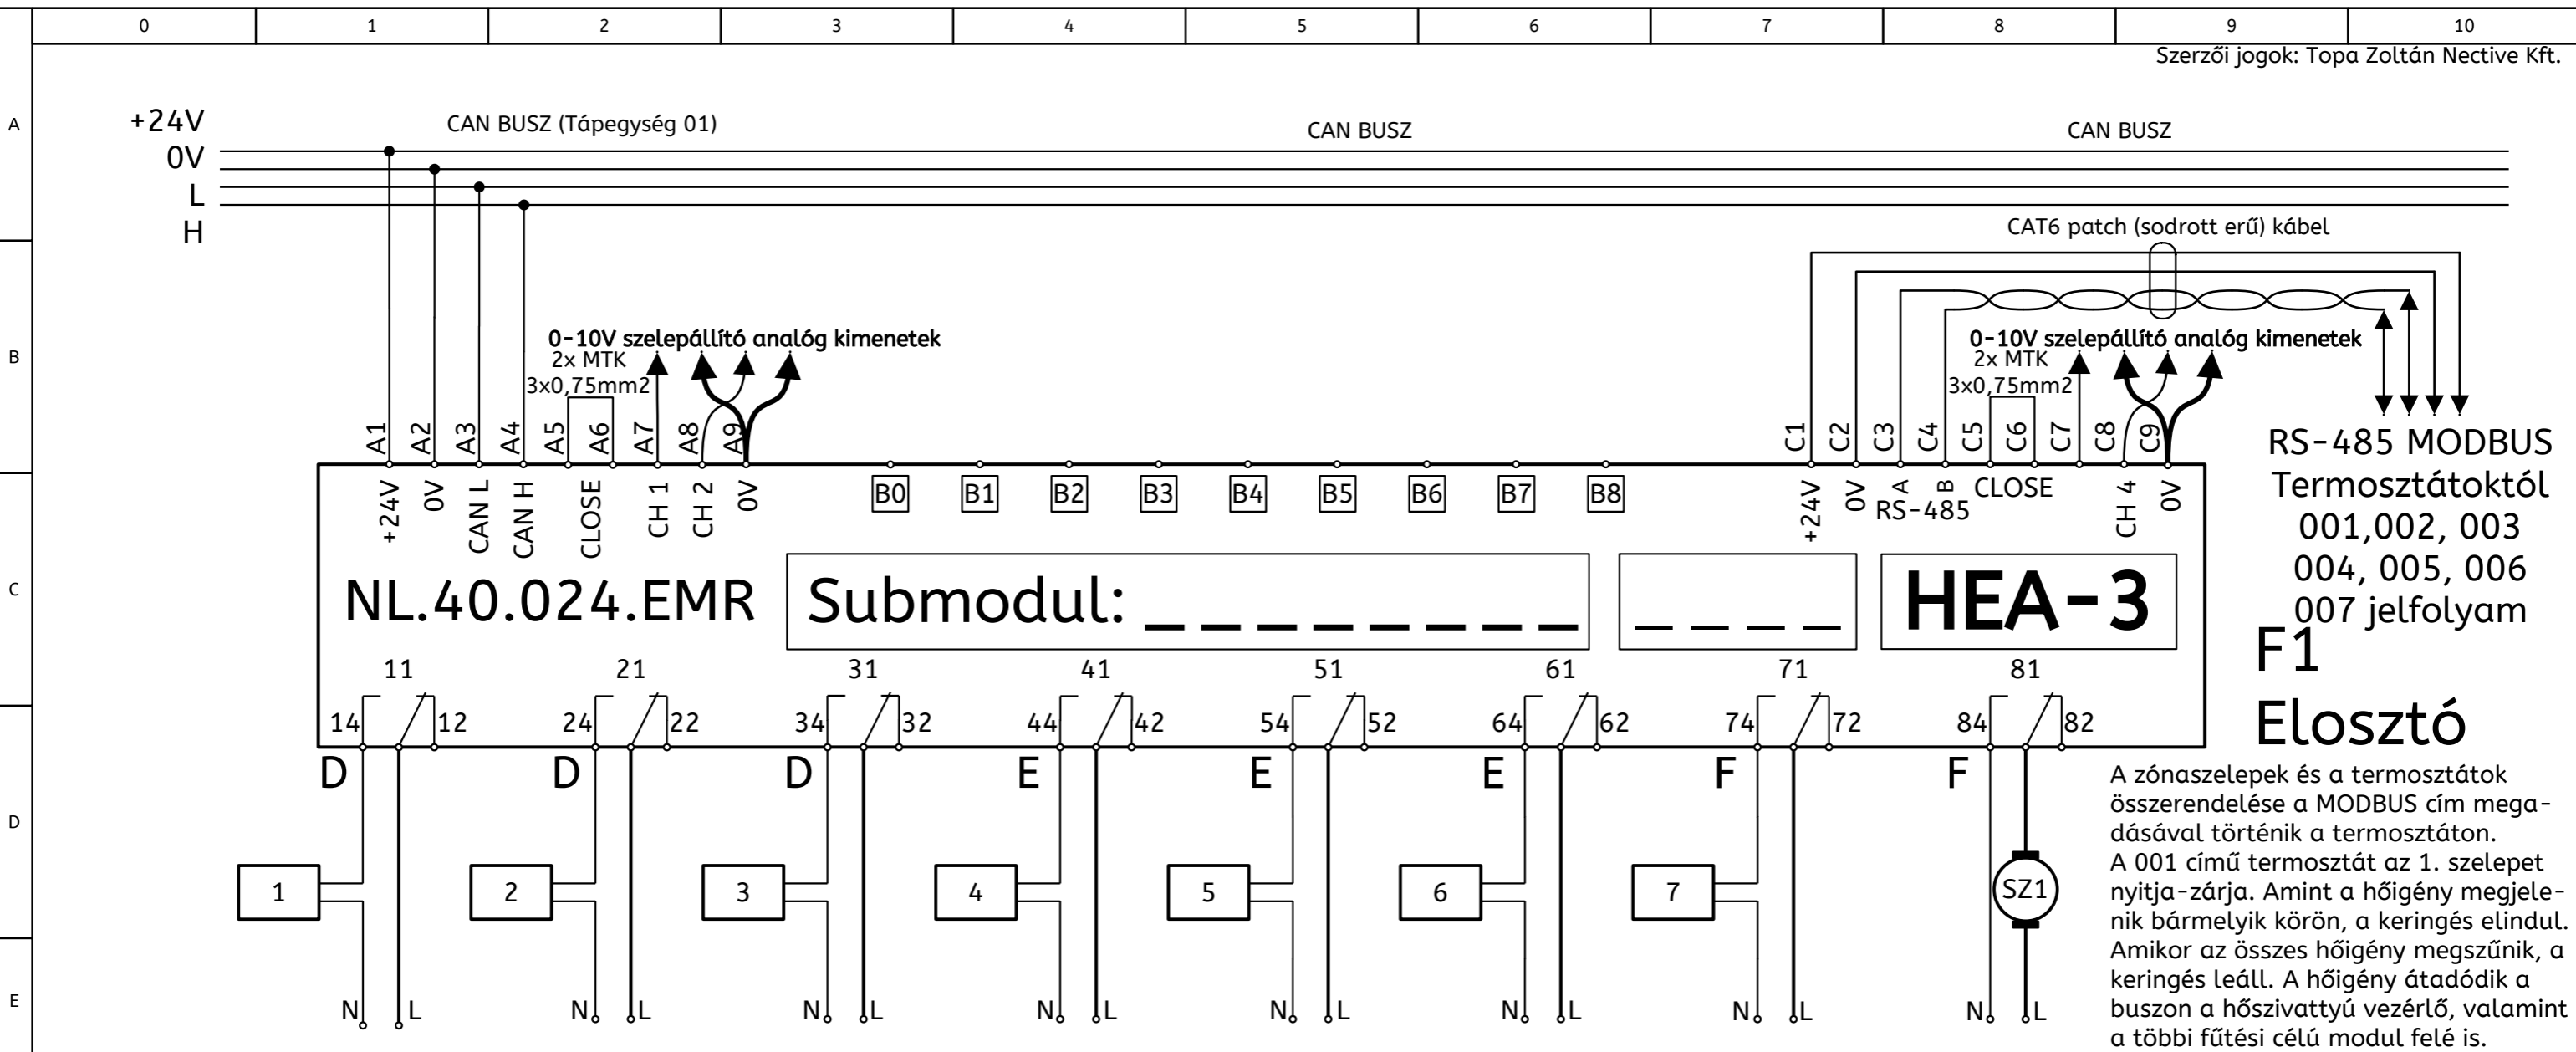 0 1 2 3 4 5 6 7 8 9 10
Szerzői jogok: Topa Zoltán Nective Kft.
A
+24V
0V
L
H
CAN BUSZ (Tápegység 01)
CAN BUSZ
CAN BUSZ
CAT6 patch (sodrott erű) kábel
B
0-10V szelepállító analóg kimenetek
2x MTK
3x0,75mm2
0-10V szelepállító analóg kimenetek
2x MTK
3x0,75mm2
A1 A2 A3 A4 A5 A6 A7 A8 A9
C1 C2 C3 C4 C5 C6 C7 C8 C9
+24V 0V CAN L CAN H CLOSE CH 1 CH 2 0V
B0 B1 B2 B3 B4 B5 B6 B7 B8
+24V 0V A B CLOSE CH 4 0V
RS-485
RS-485 MODBUS
Termosztátoktól
001,002, 003
004, 005, 006
007 jelfolyam
C
NL.40.024.EMR
Submodul: _ _ _ _ _ _ _ _
_ _ _ _
HEA-3
F1
Elosztó
11 21 31 41 51 61 71 81
14 12 24 22 34 32 44 42 54 52 64 62 74 72 84 82
D D D E E E F F
D
1 2 3 4 5 6 7 SZ1
A zónaszelepek és a termosztátok
összerendelése a MODBUS cím mega-
dásával történik a termosztáton.
A 001 című termosztát az 1. szelepet
nyitja-zárja. Amint a hőigény megjele-
nik bármelyik körön, a keringés elindul.
Amikor az összes hőigény megszűnik, a
keringés leáll. A hőigény átadódik a
buszon a hőszivattyú vezérlő, valamint
a többi fűtési célú modul felé is.
E
N L N L N L N L N L N L N L N L